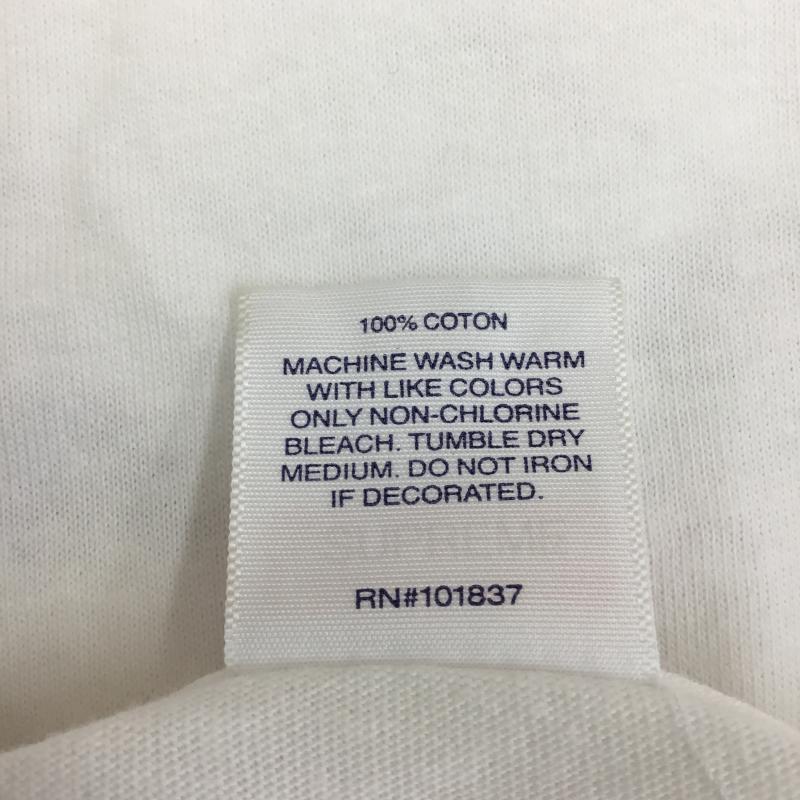 100% COTON
MACHINE WASH WARM
WITH LIKE COLORS
ONLY NON-CHLORINE
BLEACH. TUMBLE DRY
MEDIUM. DO NOT IRON
IF DECORATED.
RN#101837